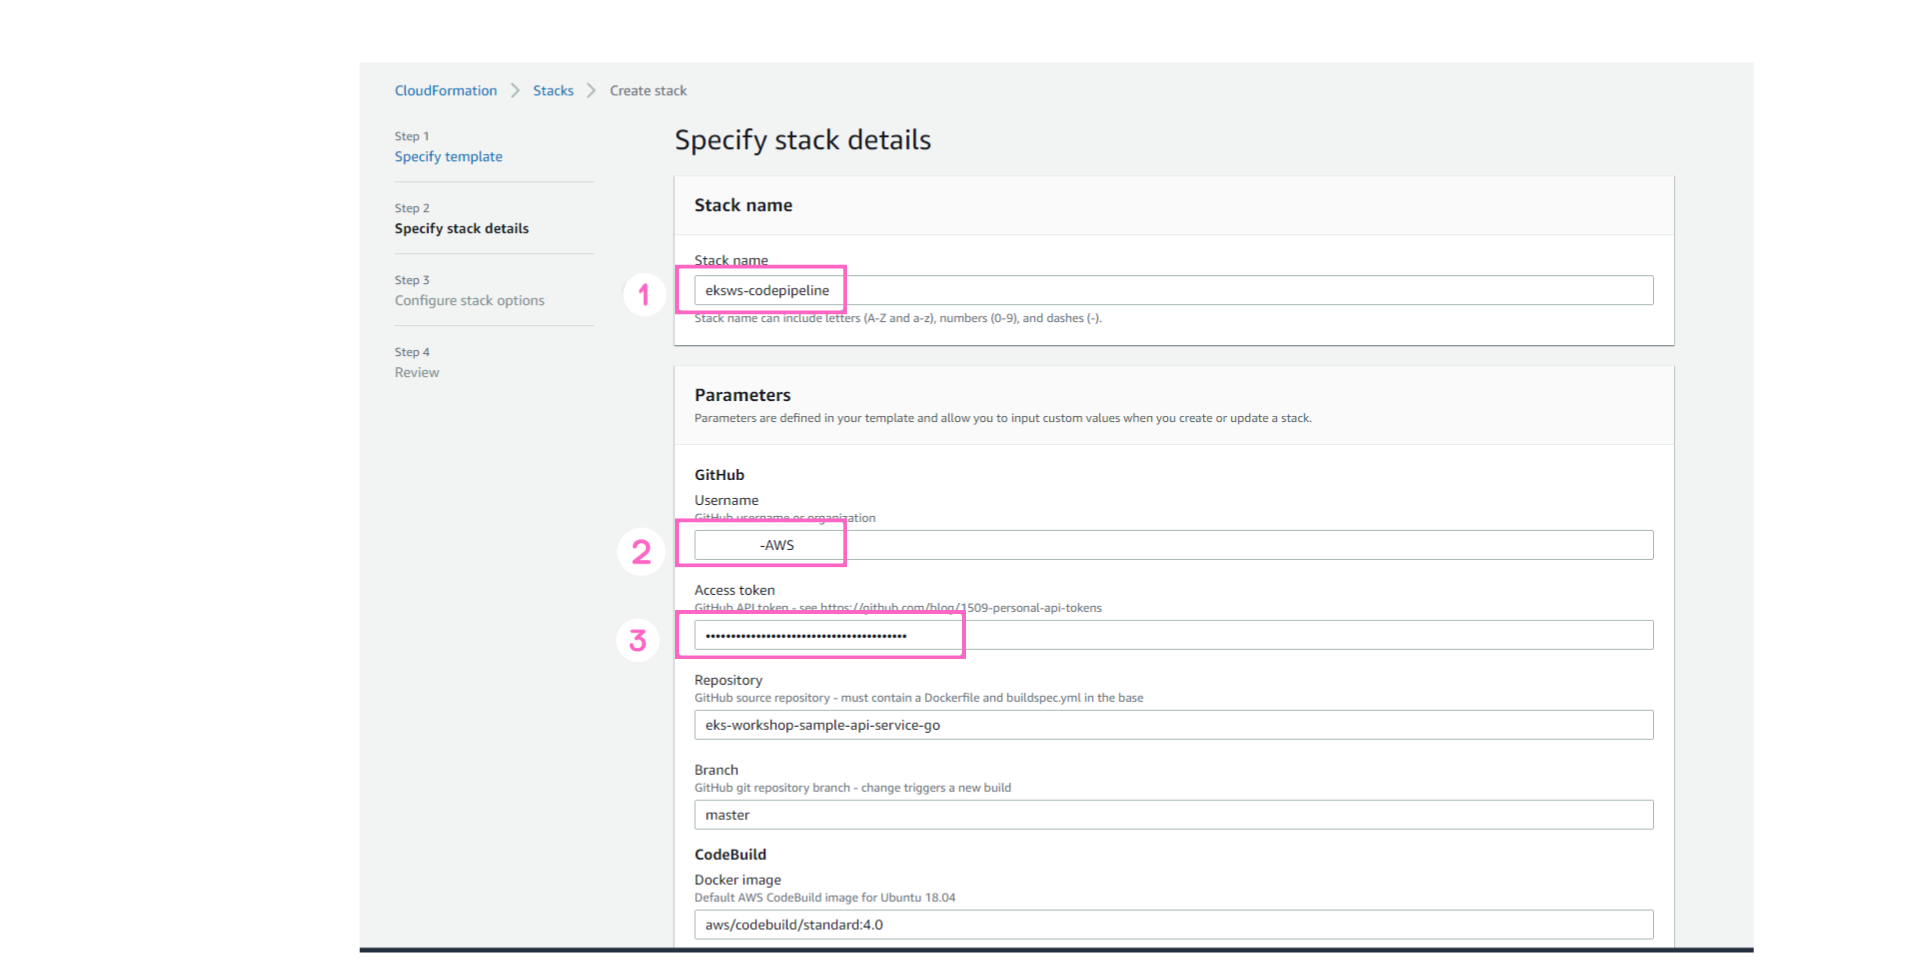 CloudFormation > Stacks > Create stack
Step 1
Specify template
Step 2
Specify stack details
Step 3
Configure stack options
Step 4
Review
Specify stack details
Stack name
Stack name
1
eksws-codepipeline
Stack name can include letters (A-Z and a-z), numbers (0-9), and dashes (-).
Parameters
Parameters are defined in your template and allow you to input custom values when you create or update a stack.
GitHub
Username
GitHub username or organization
2
-AWS
Access token
GitHub API token - see https://github.com/blog/1509-personal-api-tokens
3
••••••••••••••••••••••••••••••••••••••••
Repository
GitHub source repository - must contain a Dockerfile and buildspec.yml in the base
eks-workshop-sample-api-service-go
Branch
GitHub git repository branch - change triggers a new build
master
CodeBuild
Docker image
Default AWS CodeBuild image for Ubuntu 18.04
aws/codebuild/standard:4.0